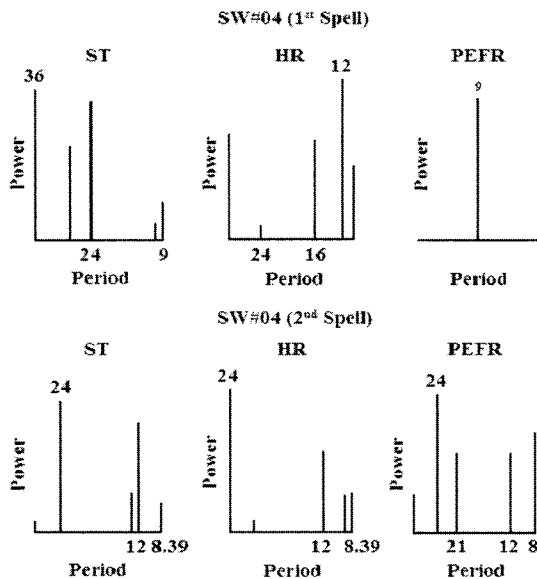 SW#04 (1st Spell)
ST HR PEFR
36 12 9
Power Power Power
24 9 24 16
Period Period Period
SW#04 (2nd Spell)
ST HR PEFR
24 24 24
Power Power Power
12 8.39 12 8.39 21 12 8
Period Period Period